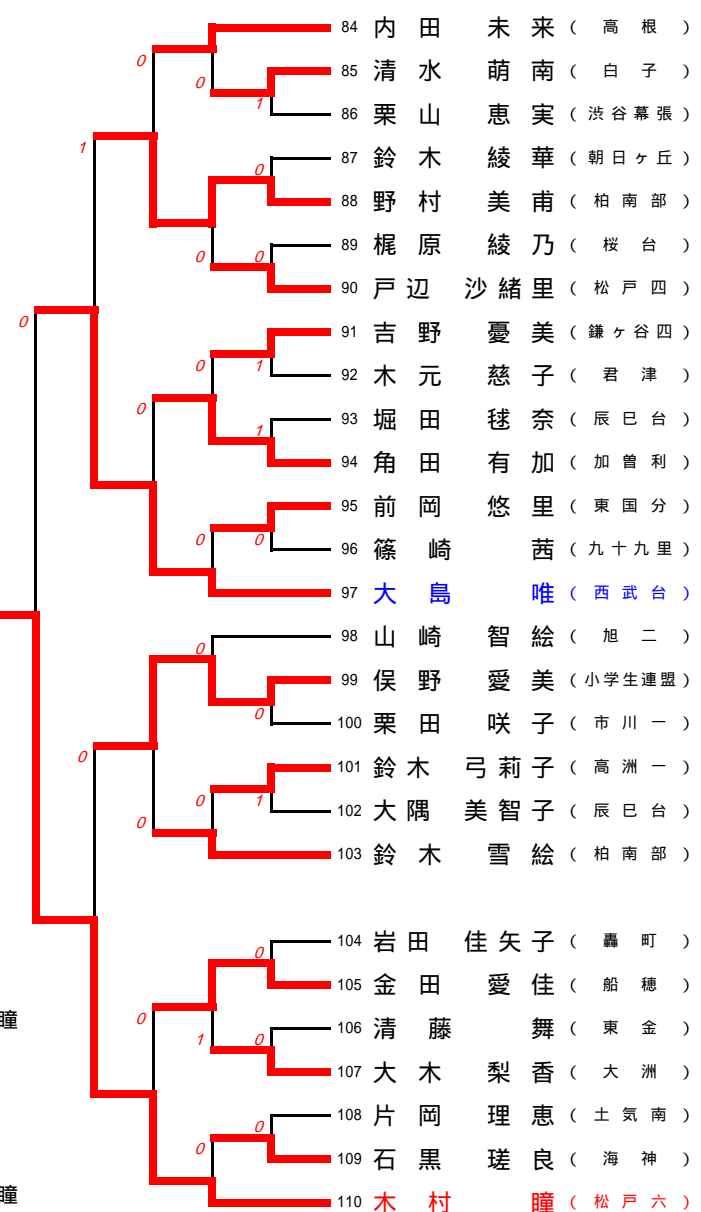 84 内田 未来 (高根)
0
85 清水 萌南 (白子)
0
1
86 栗山 恵実 (渋谷幕張)
1
87 鈴木 綾華 (朝日ヶ丘)
0
88 野村 美甫 (柏南部)
89 梶原 綾乃 (桜台)
0 0
90 戸辺 沙緒里 (松戸四)
0
91 吉野 憂美 (鎌ヶ谷四)
0 1
92 木元 慈子 (君津)
0
93 堀田 毬奈 (辰巳台)
1
94 角田 有加 (加曽利)
95 前岡 悠里 (東国分)
0 0
96 篠崎 茜 (九十九里)
97 大島 唯 (西武台)
98 山崎 智絵 (旭二)
0
99 俣野 愛美 (小学生連盟)
0
100 栗田 咲子 (市川一)
0
101 鈴木 弓莉子 (高洲一)
0 1
102 大隅 美智子 (辰巳台)
0
103 鈴木 雪絵 (柏南部)
104 岩田 佳矢子 (轟町)
0
105 金田 愛佳 (船穂)
瞳
0
106 清藤 舞 (東金)
1 0
107 大木 梨香 (大洲)
108 片岡 理恵 (土気南)
0
0
109 石黒 瑳良 (海神)
瞳
110 木村 瞳 (松戸六)